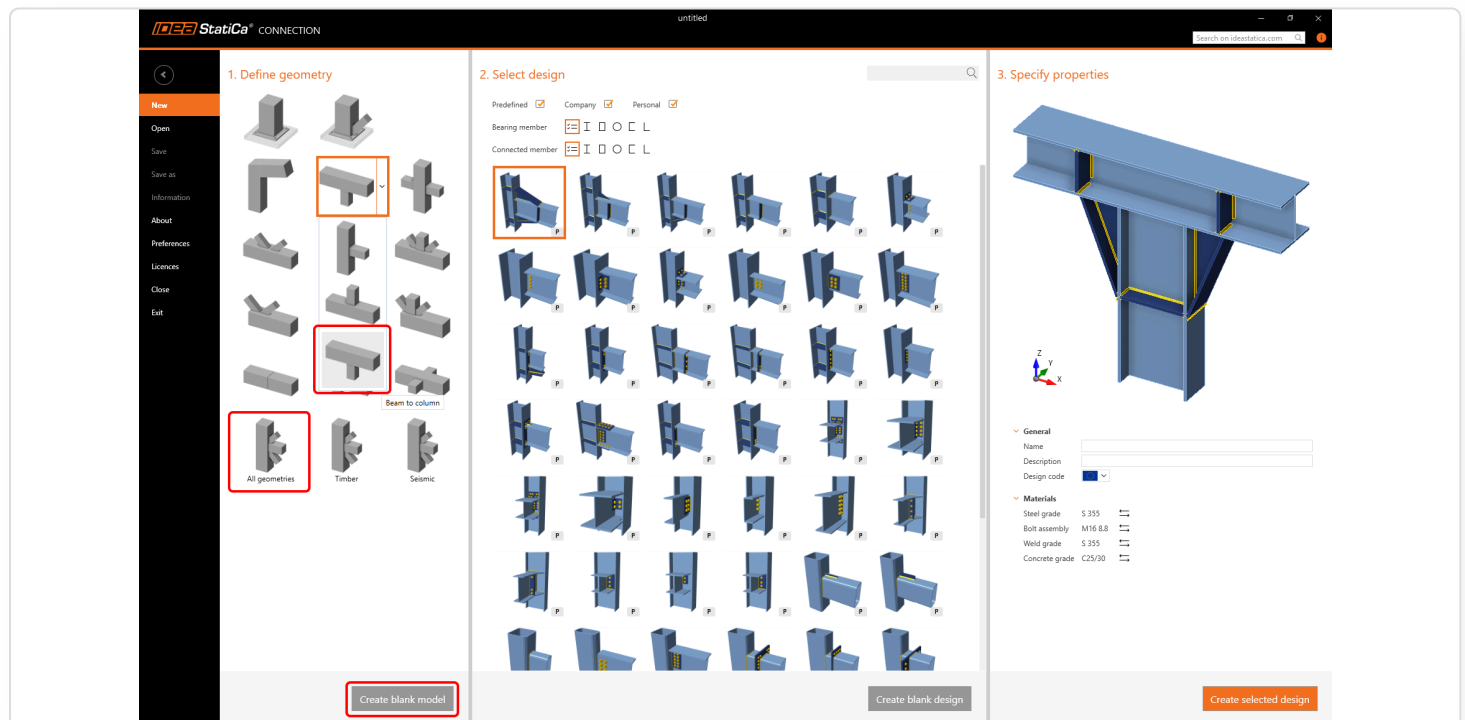 untitled
IDEA StatiCa® CONNECTION
Search on ideastatica.com
New
Open
Save
Save as
Information
About
Preferences
Licences
Close
Exit
1. Define geometry
Beam to column
All geometries
Timber
Seismic
Create blank model
2. Select design
Predefined
Company
Personal
Bearing member
Connected member
P P P P P P
P P P P P P
P P P P P P
P P P P P P
P P P P P P
P P P P P P
Create blank design
3. Specify properties
Z
Y
X
General
Name
Description
Design code
Materials
Steel grade S 355
Bolt assembly M16 8.8
Weld grade S 355
Concrete grade C25/30
Create selected design